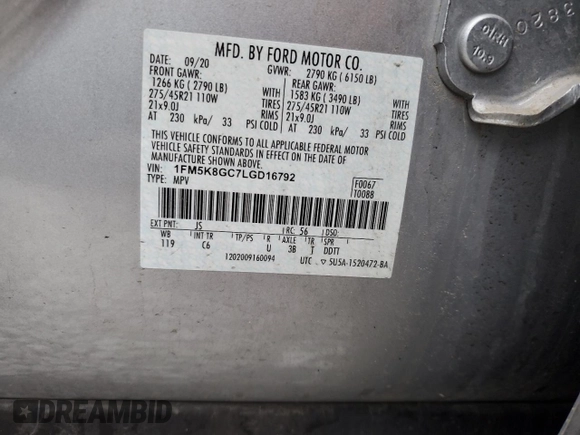 MFD. BY FORD MOTOR CO.
DATE: 09/20 GVWR: 2790 KG ( 6150 LB)
FRONT GAWR: REAR GAWR:
1266 KG ( 2790 LB) WITH 1583 KG ( 3490 LB) WITH
275/45R21 110W TIRES 275/45R21 110W TIRES
21x9.0J RIMS 21x9.0J RIMS
AT 230 kPa/ 33 PSI COLD AT 230 kPa/ 33 PSI COLD
THIS VEHICLE CONFORMS TO ALL APPLICABLE FEDERAL MOTOR
VEHICLE SAFETY STANDARDS IN EFFECT ON THE DATE OF
MANUFACTURE SHOWN ABOVE.
VIN: 1FM5K8GC7LGD16792
TYPE: MPV
F0067
T0088
EXT PNT: JS RC: 56 DSO:
WB INT TR TP/PS R AXLE TR SPR
119 C6 U 3B T DDTT
1202009160094 UTC ▽ 5U5A-1520472-BA
DREAMBID